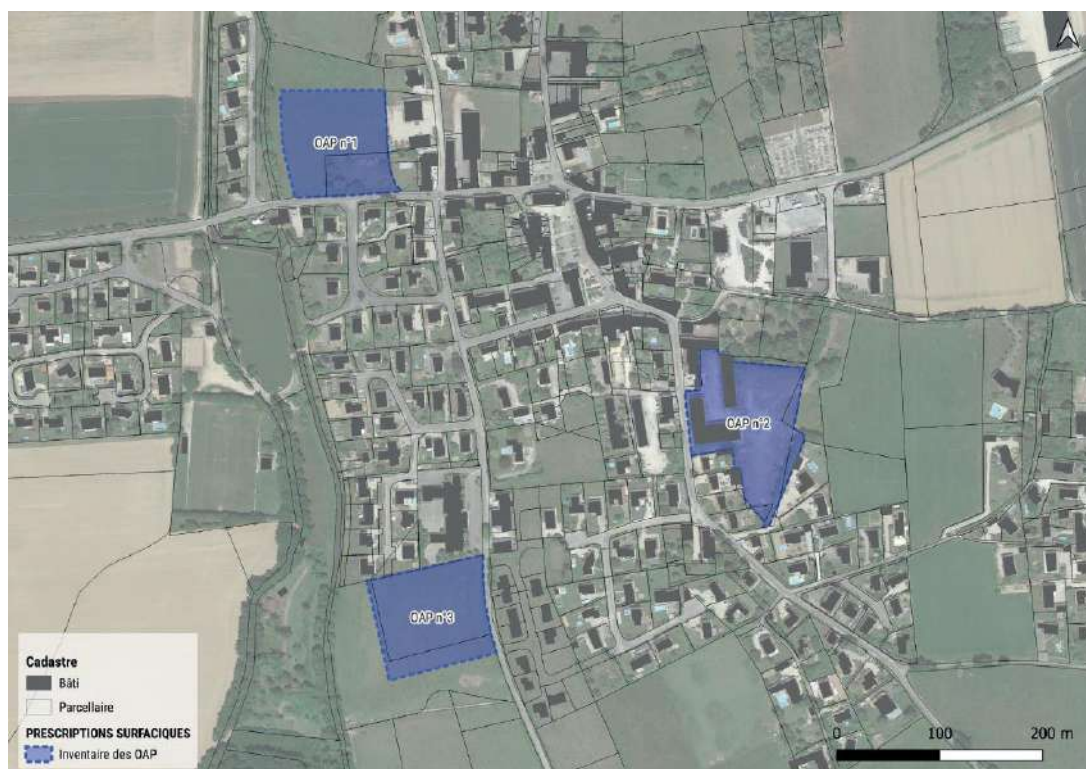 OAP n°1
OAP n°2
OAP n°3
Cadastre
Bâti
Parcellaire
PRESCRIPTIONS SURFACIQUES
Inventaire des OAP
0 100 200 m